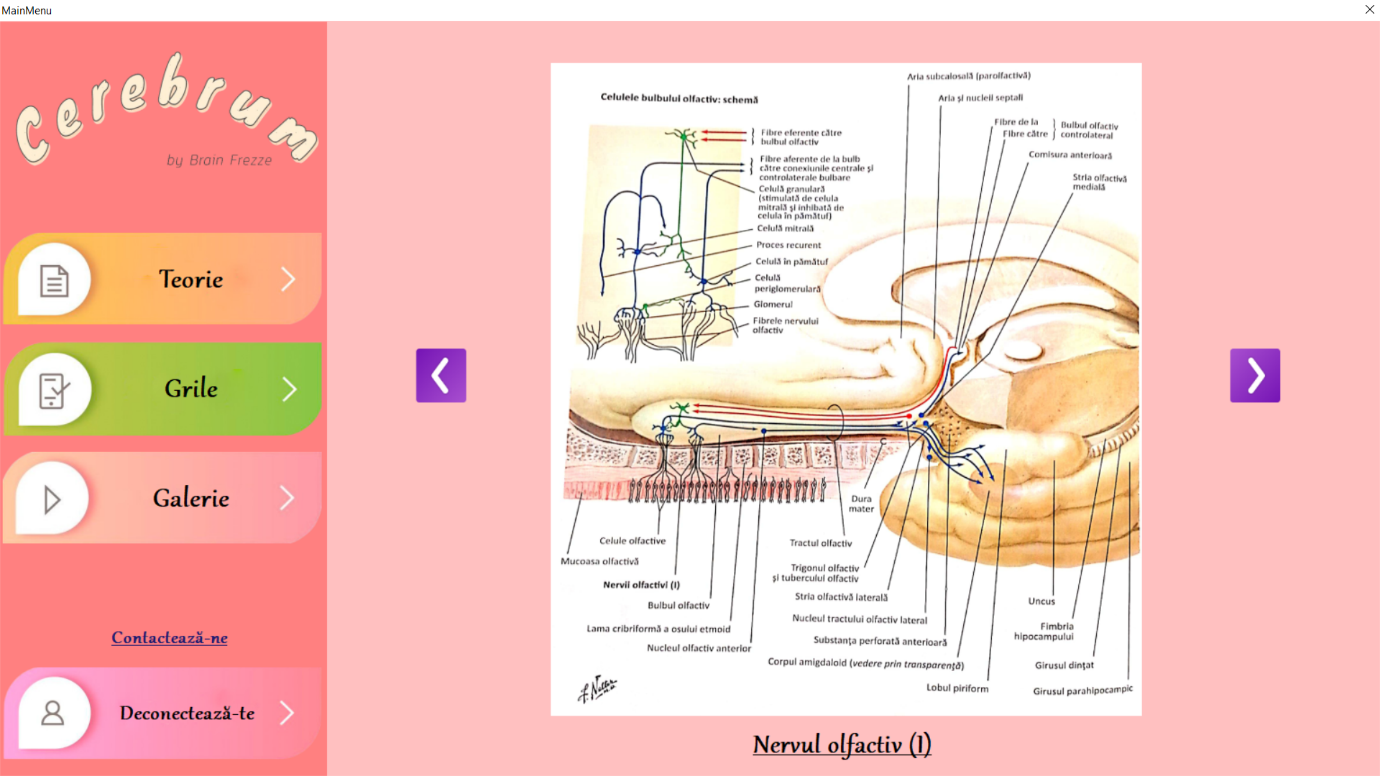 MainMenu
Cerebrum
by Brain Frezze
Teorie
Grile
Galerie
Contactează-ne
Deconectează-te
Celulele bulbului olfactiv: schemă
Fibre eferente către
bulbul olfactiv
Fibre aferente de la bulb
către conexiunile centrale și
controlaterale bulbare
Celulă granulară
(stimulată de celula
mitrală și inhibată de
celula în pămătuf)
Celulă mitrală
Proces recurent
Celulă în pămătuf
Celulă
periglomerulară
Glomerul
Fibrele nervului
olfactiv
Aria subcalosală (parolfactivă)
Aria și nucleii septali
Fibre de la
Fibre către
Bulbul olfactiv
controlateral
Comisura anterioară
Stria olfactivă
medială
Dura
mater
Celule olfactive
Mucoasa olfactivă
Nervii olfactivi (I)
Bulbul olfactiv
Lama cribriformă a osului etmoid
Nucleul olfactiv anterior
Tractul olfactiv
Trigonul olfactiv
și tuberculul olfactiv
Stria olfactivă laterală
Nucleul tractului olfactiv lateral
Substanța perforată anterioară
Corpul amigdaloid (vedere prin transparență)
Lobul piriform
Uncus
Fimbria
hipocampului
Girusul dințat
Girusul parahipocampic
Nervul olfactiv (I)